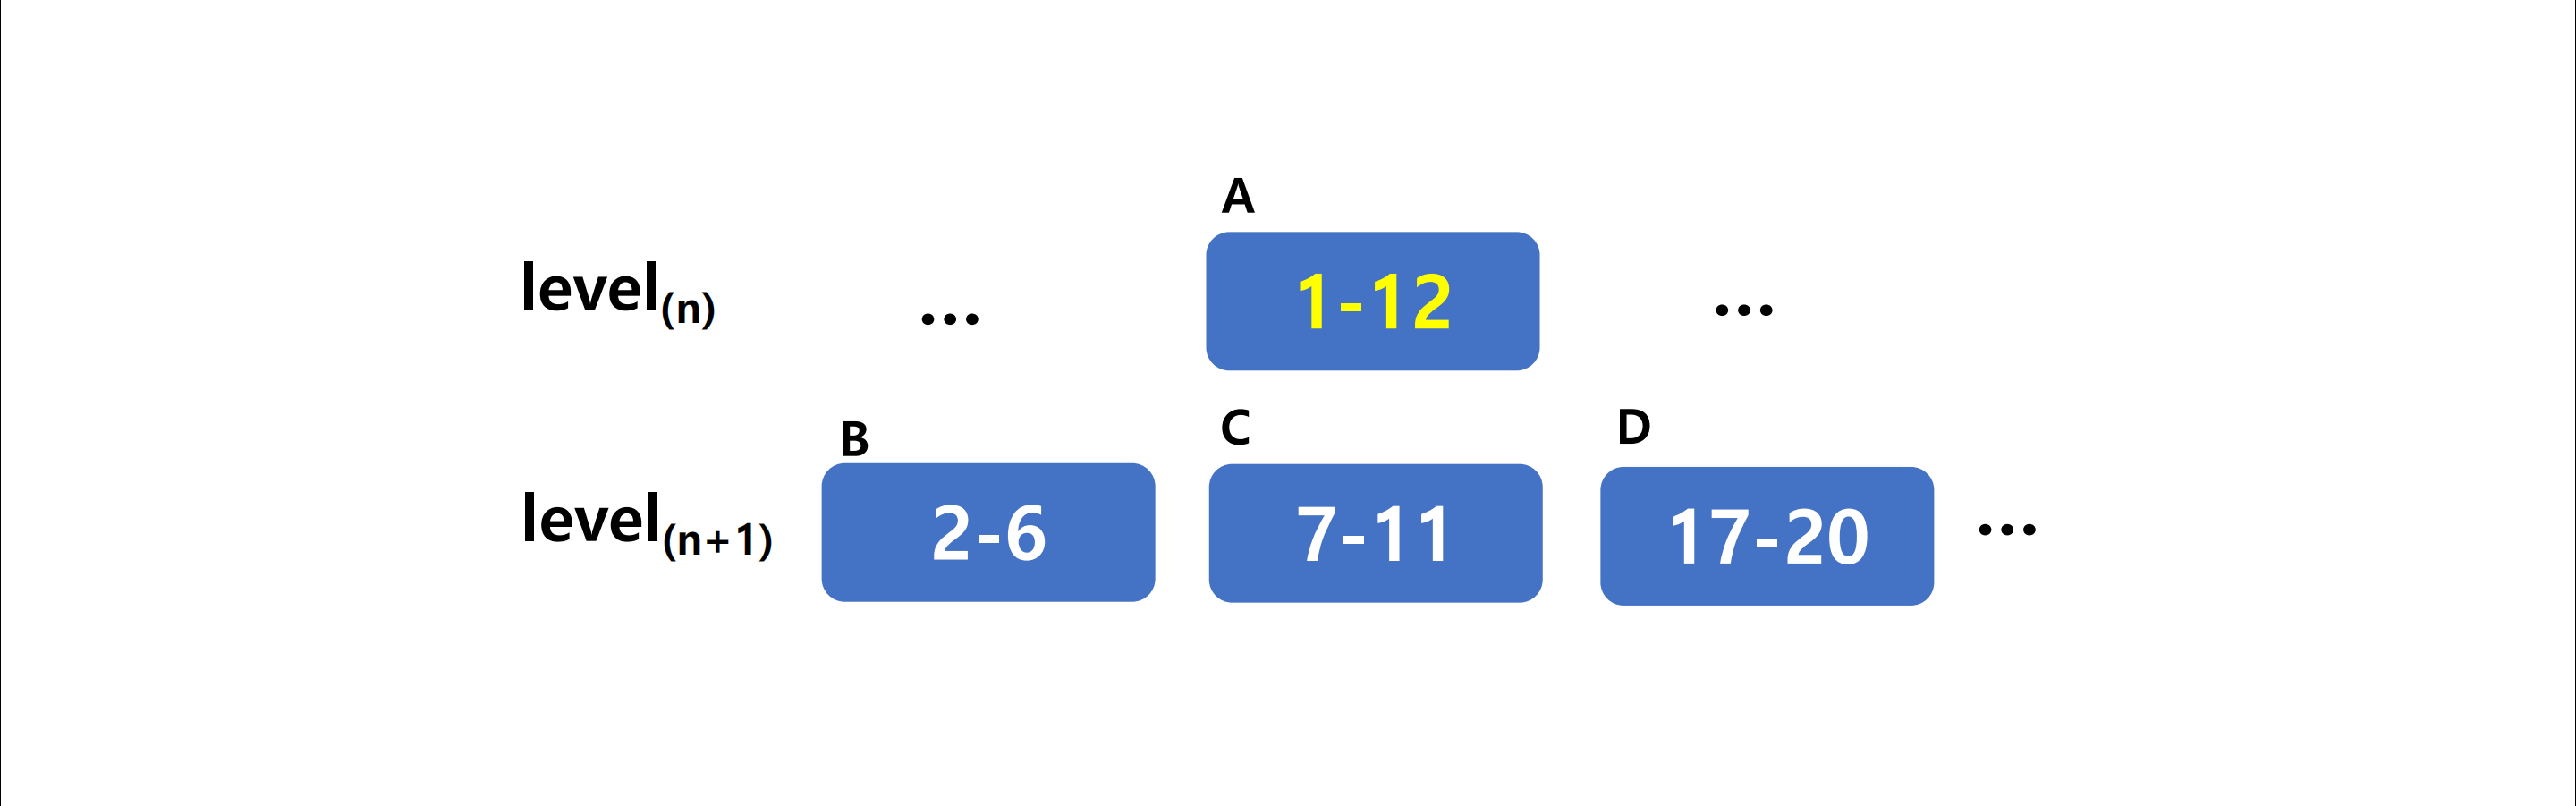 A
level(n) ... 1-12 ...
B C D
level(n+1) 2-6 7-11 17-20 ...